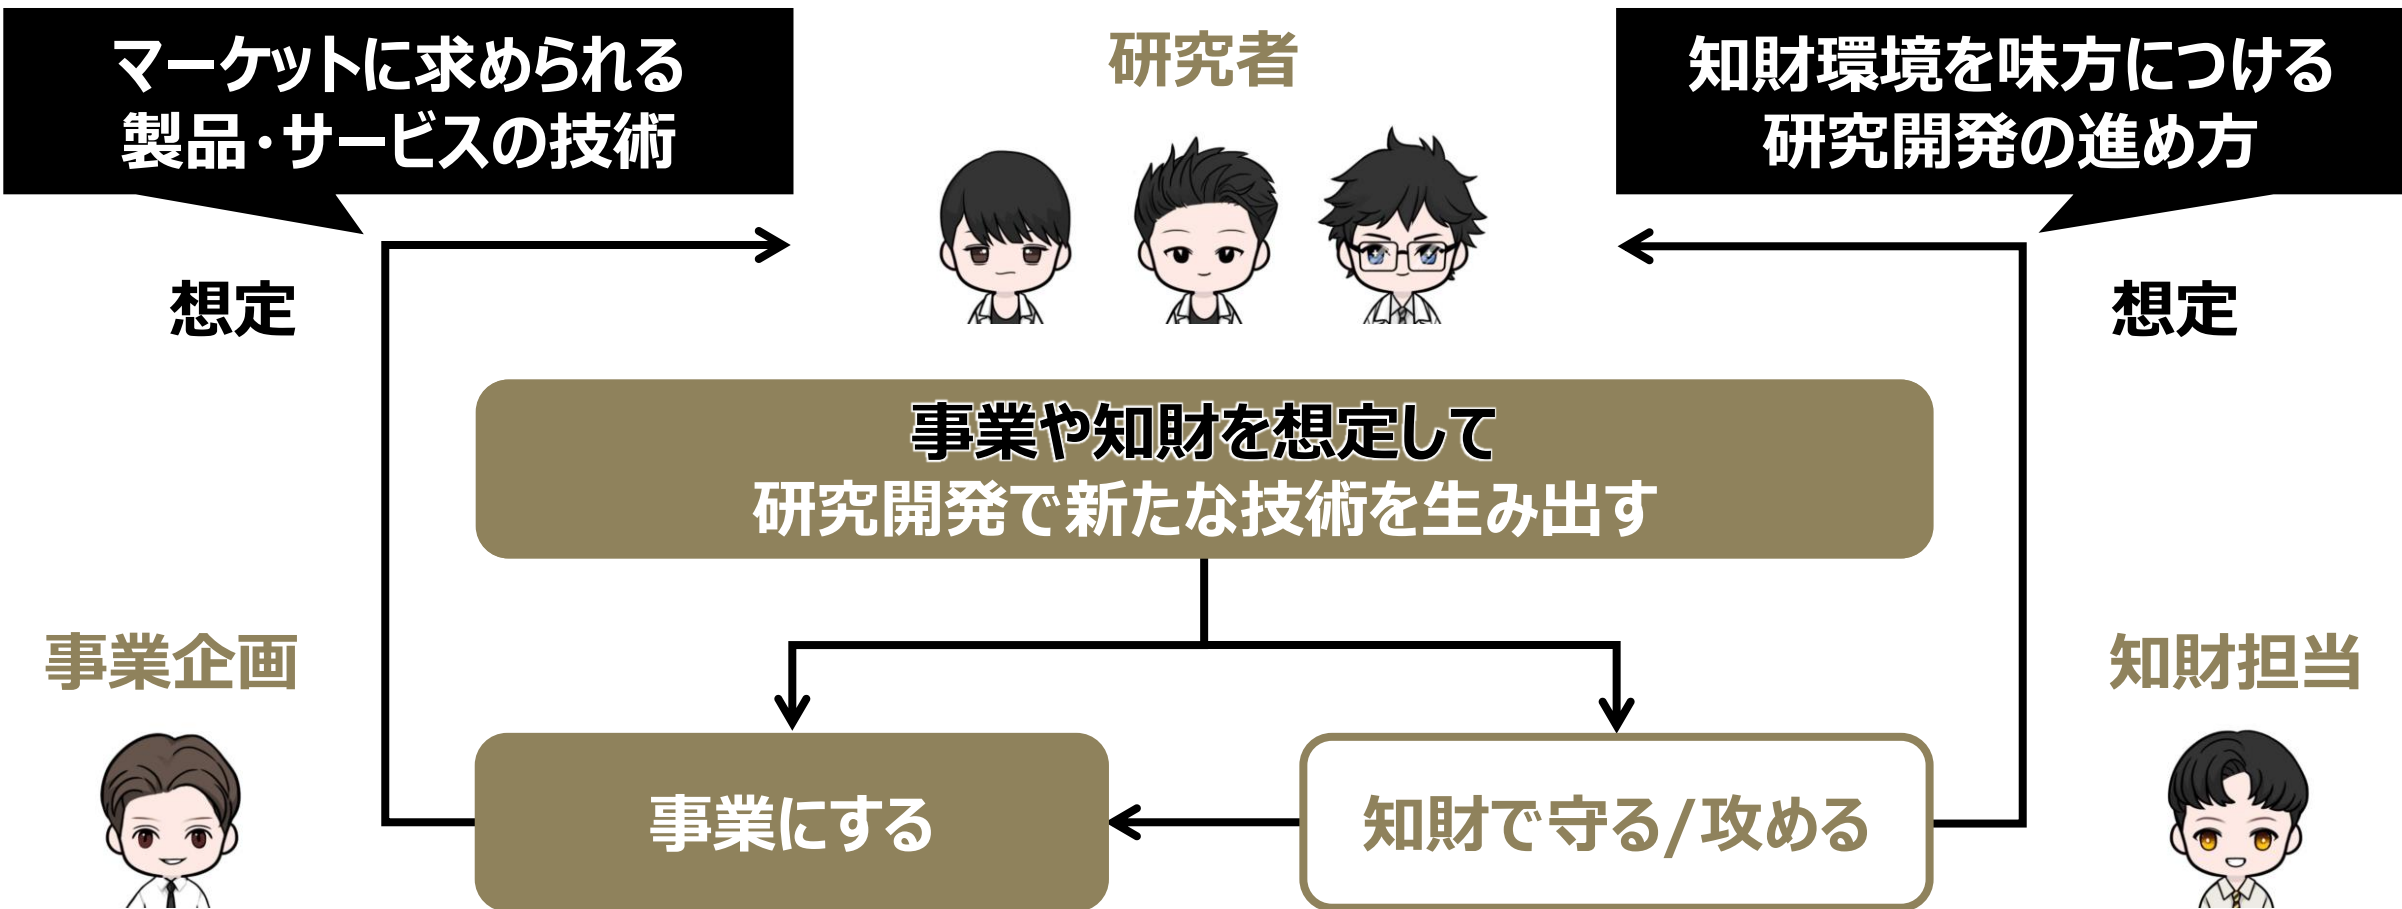 マーケットに求められる
製品・サービスの技術
研究者
知財環境を味方につける
研究開発の進め方
想定
想定
事業や知財を想定して
研究開発で新たな技術を生み出す
事業企画
知財担当
事業にする
知財で守る/攻める